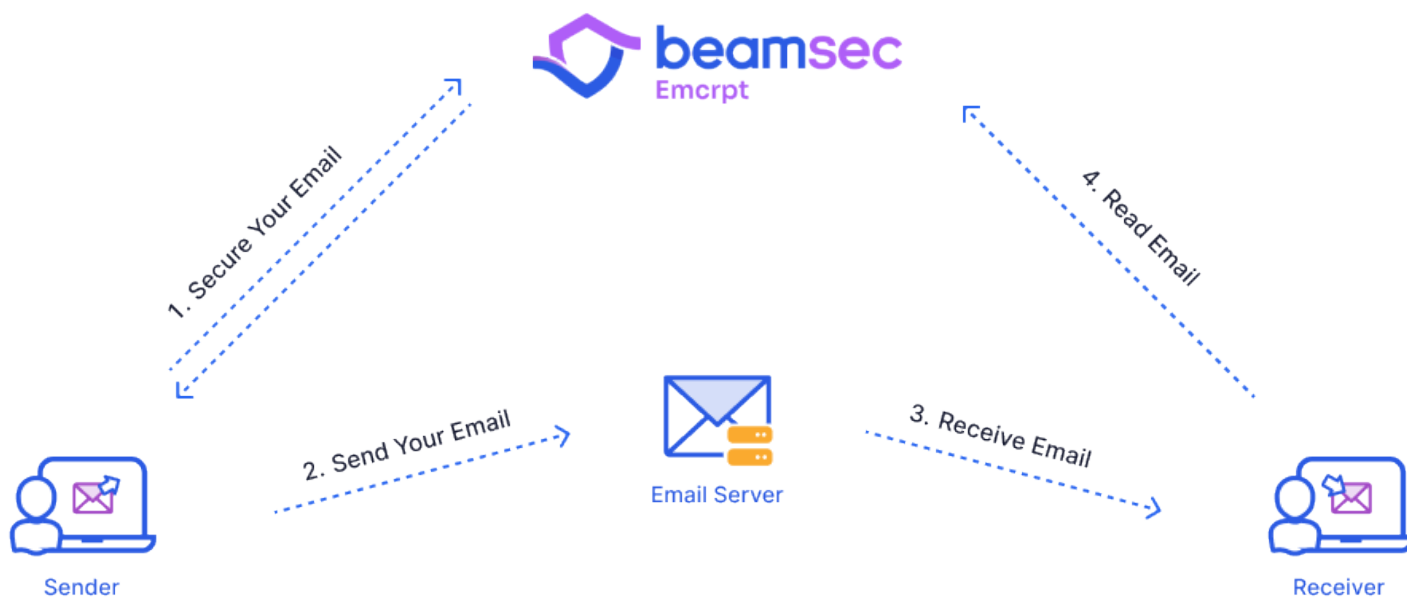 beamsec
Emcrpt
1. Secure Your Email
4. Read Email
2. Send Your Email
3. Receive Email
Email Server
Sender
Receiver